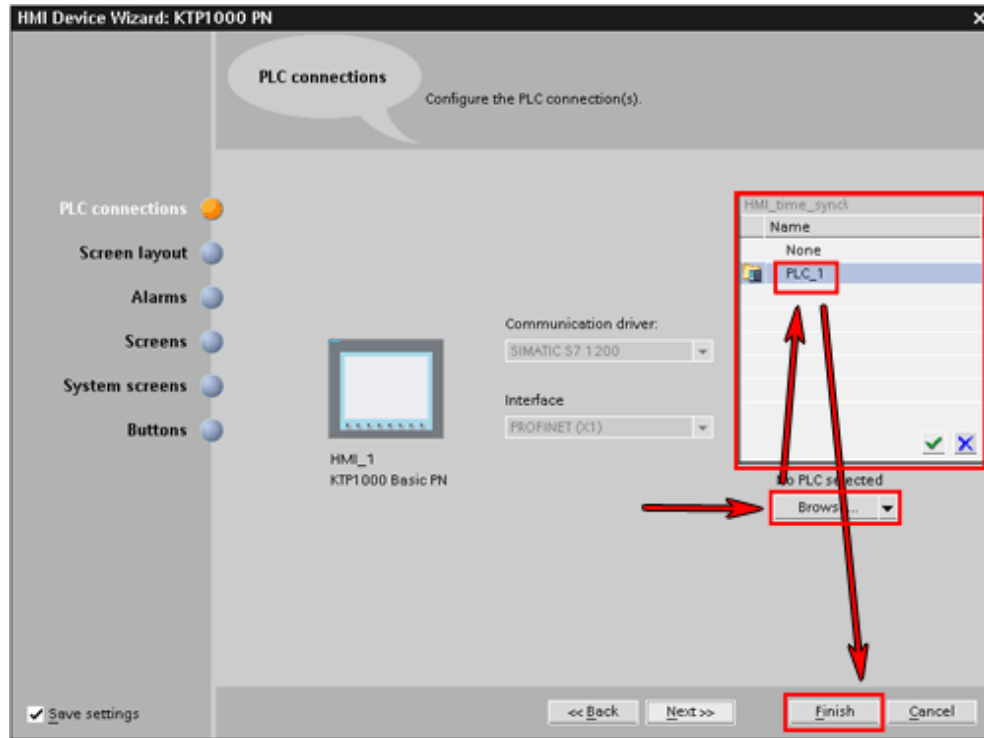 HMI Device Wizard: KTP1000 PN
PLC connections
Configure the PLC connection(s).
PLC connections
Screen layout
Alarms
Screens
System screens
Buttons
HMI_1
KTP1000 Basic PN
Communication driver:
SIMATIC S7 1200
Interface
PROFINET (X1)
HMI_time_sync\
Name
None
PLC_1
No PLC selected
Browse...
Save settings
<< Back
Next >>
Finish
Cancel